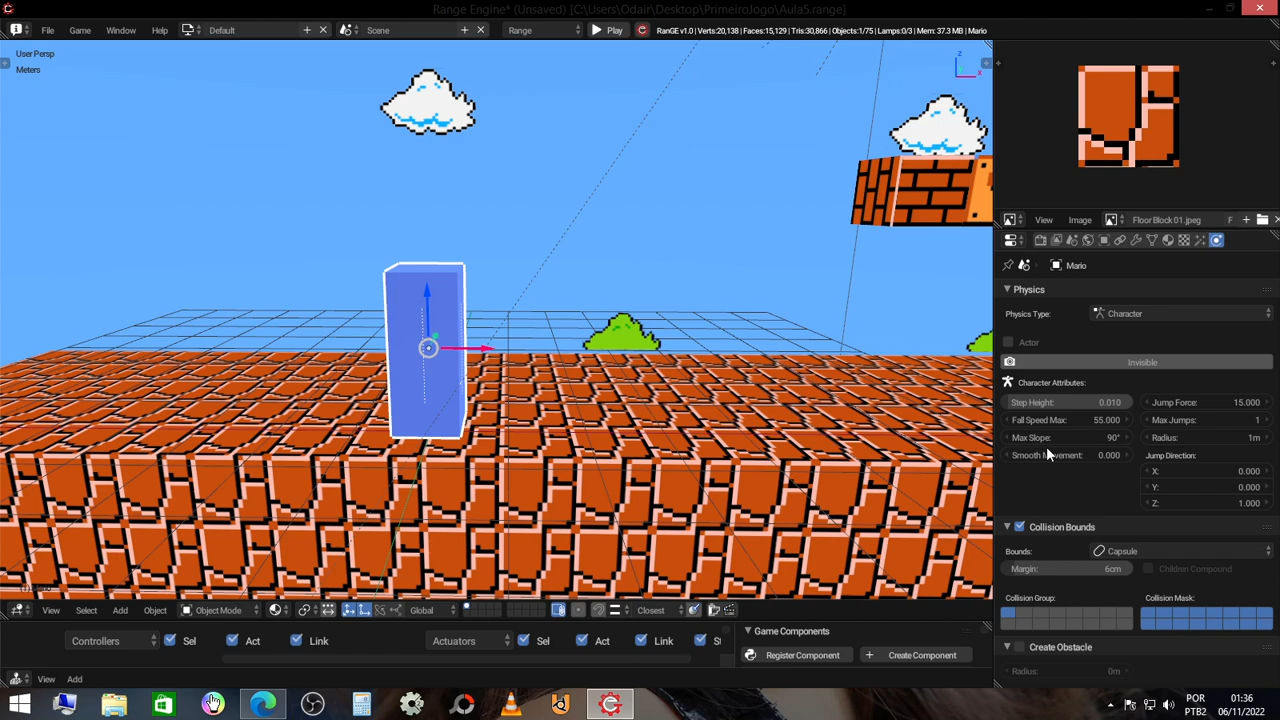 Range Engine* (Unsaved) [C:\Users\Odair\Desktop\PrimeiroJogo\Aula5.range]
File Game Window Help Default Scene Range Play RanGE v1.0 | Verts:20,138 | Faces:15,129 | Tris:30,866 | Objects:1/75 | Lamps:0/3 | Mem: 37.3 MB | Mario
User Persp
Meters
z
x
View Image Floor Block 01.jpeg F
Mario
Physics
Physics Type: Character
Actor
Invisible
Character Attributes:
Step Height: 0.010 Jump Force: 15.000
Fall Speed Max: 55.000 Max Jumps: 1
Max Slope: 90° Radius: 1m
Smooth Movement: 0.000 Jump Direction:
X: 0.000
Y: 0.000
Z: 1.000
Collision Bounds
Bounds: Capsule
Margin: 6cm Children Compound
Collision Group: Collision Mask:
Create Obstacle
Radius: 0m
View Select Add Object Object Mode Global Closest
Controllers Sel Act Link Actuators Sel Act Link St
Game Components
Register Component Create Component
View Add
POR 01:36
PTB2 06/11/2022